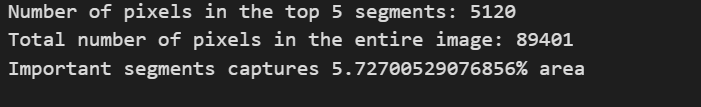 Number of pixels in the top 5 segments: 5120
Total number of pixels in the entire image: 89401
Important segments captures 5.72700529076856% area